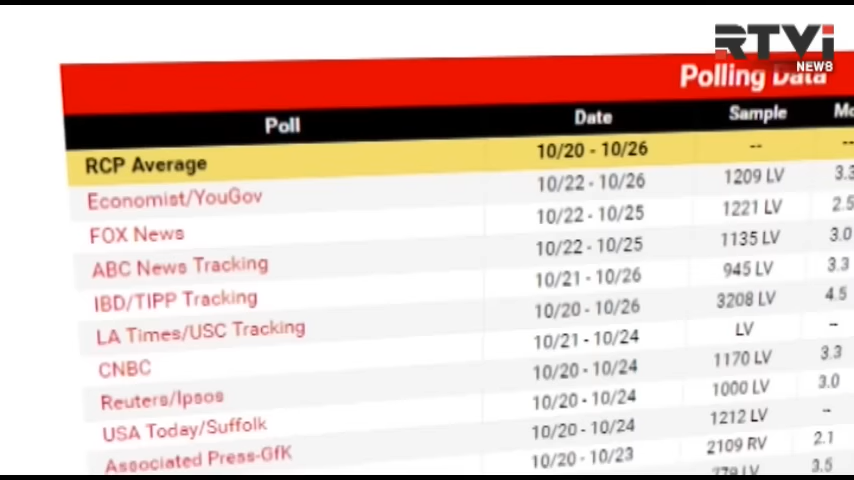 RTVi
NEWS
Polling Data
Poll Date Sample Mo
RCP Average 10/20 - 10/26 -- --
Economist/YouGov 10/22 - 10/26 1209 LV 3.3
FOX News 10/22 - 10/25 1221 LV 2.5
ABC News Tracking 10/22 - 10/25 1135 LV 3.0
IBD/TIPP Tracking 10/21 - 10/26 945 LV 3.3
LA Times/USC Tracking 10/20 - 10/26 3208 LV 4.5
CNBC 10/21 - 10/24 LV --
Reuters/Ipsos 10/20 - 10/24 1170 LV 3.3
USA Today/Suffolk 10/20 - 10/24 1000 LV 3.0
Associated Press-GfK 10/20 - 10/24 1212 LV --
10/20 - 10/23 2109 RV 2.1
779 LV 3.5